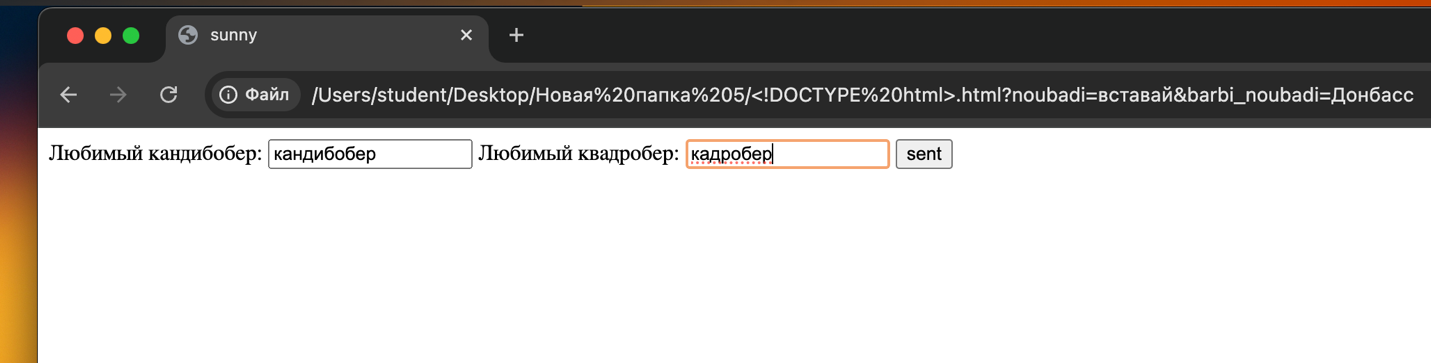 sunny
Файл /Users/student/Desktop/Новая%20папка%205/<!DOCTYPE%20html>.html?noubadi=вставай&barbi_noubadi=Донбасс
Любимый кандибобер: кандибобер Любимый квадробер: кадробер sent